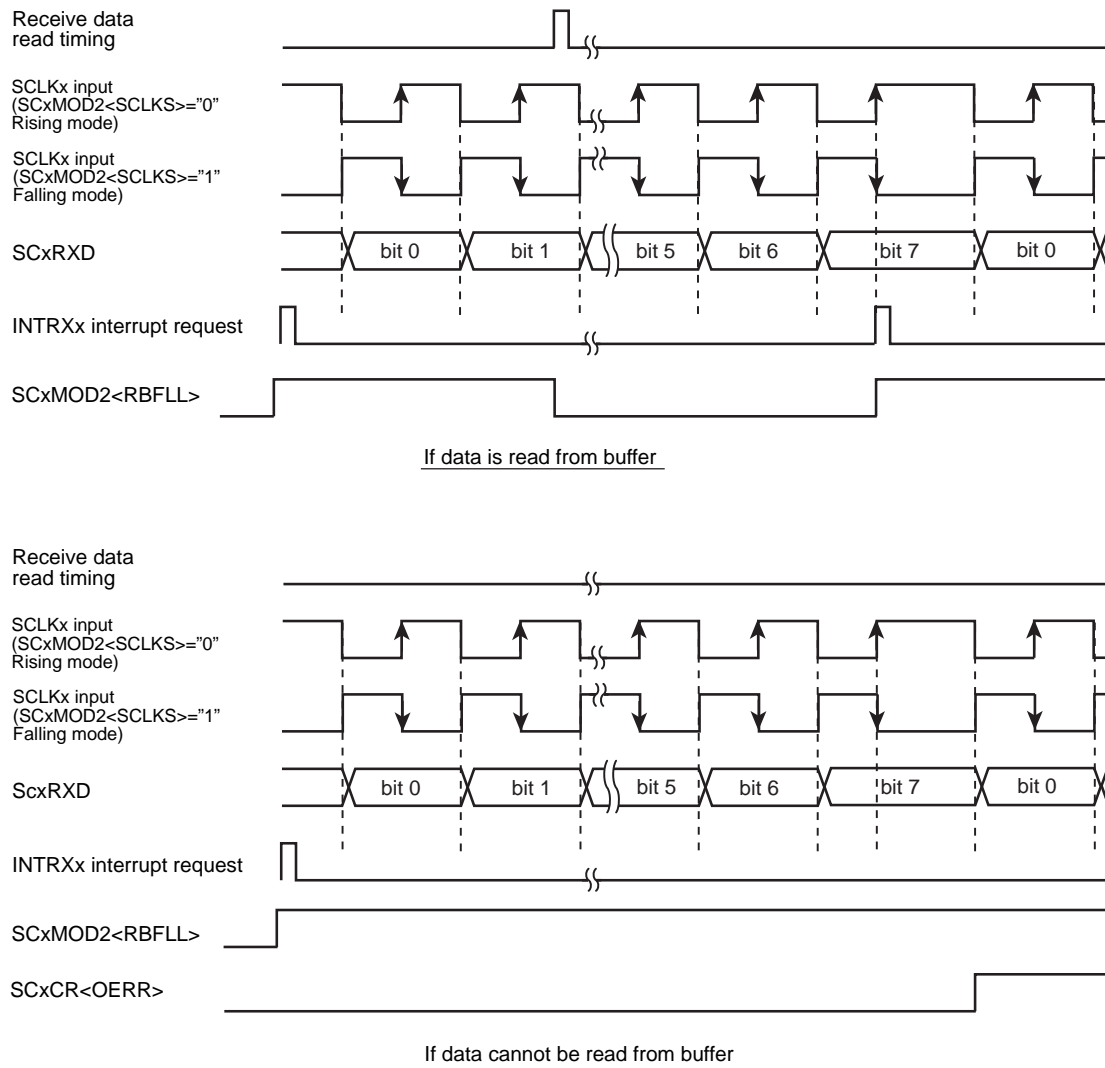 Receive data
read timing
SCLKx input
(SCxMOD2<SCLKS>="0"
Rising mode)
SCLKx input
(SCxMOD2<SCLKS>="1"
Falling mode)
SCxRXD
bit 0 bit 1 bit 5 bit 6 bit 7 bit 0
INTRXx interrupt request
SCxMOD2<RBFLL>
If data is read from buffer
Receive data
read timing
SCLKx input
(SCxMOD2<SCLKS>="0"
Rising mode)
SCLKx input
(SCxMOD2<SCLKS>="1"
Falling mode)
ScxRXD
bit 0 bit 1 bit 5 bit 6 bit 7 bit 0
INTRXx interrupt request
SCxMOD2<RBFLL>
SCxCR<OERR>
If data cannot be read from buffer